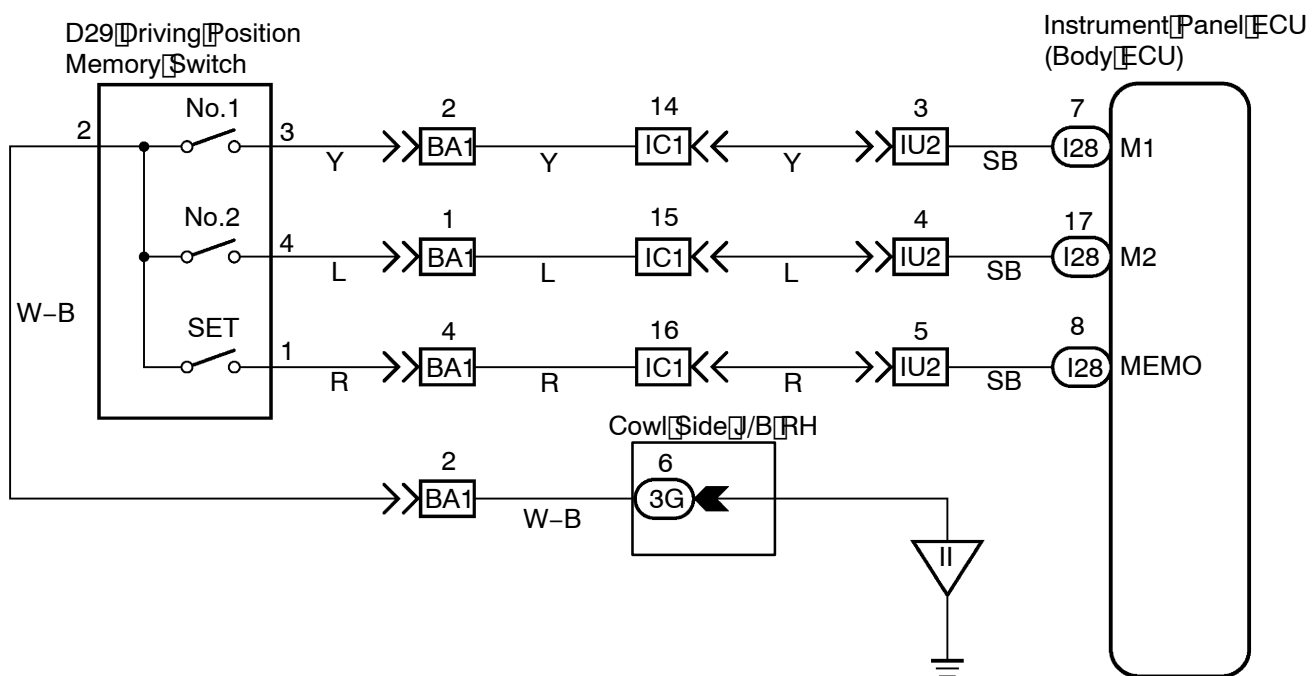 D29 Driving Position
Memory Switch
Instrument Panel ECU
(Body ECU)
No.1
2
3
Y
2
BA1
Y
14
IC1
Y
3
IU2
SB
7
I28
M1
No.2
4
L
1
BA1
L
15
IC1
L
4
IU2
SB
17
I28
M2
W–B
SET
1
R
4
BA1
R
16
IC1
R
5
IU2
SB
8
I28
MEMO
Cowl Side J/B RH
2
BA1
W–B
6
3G
II